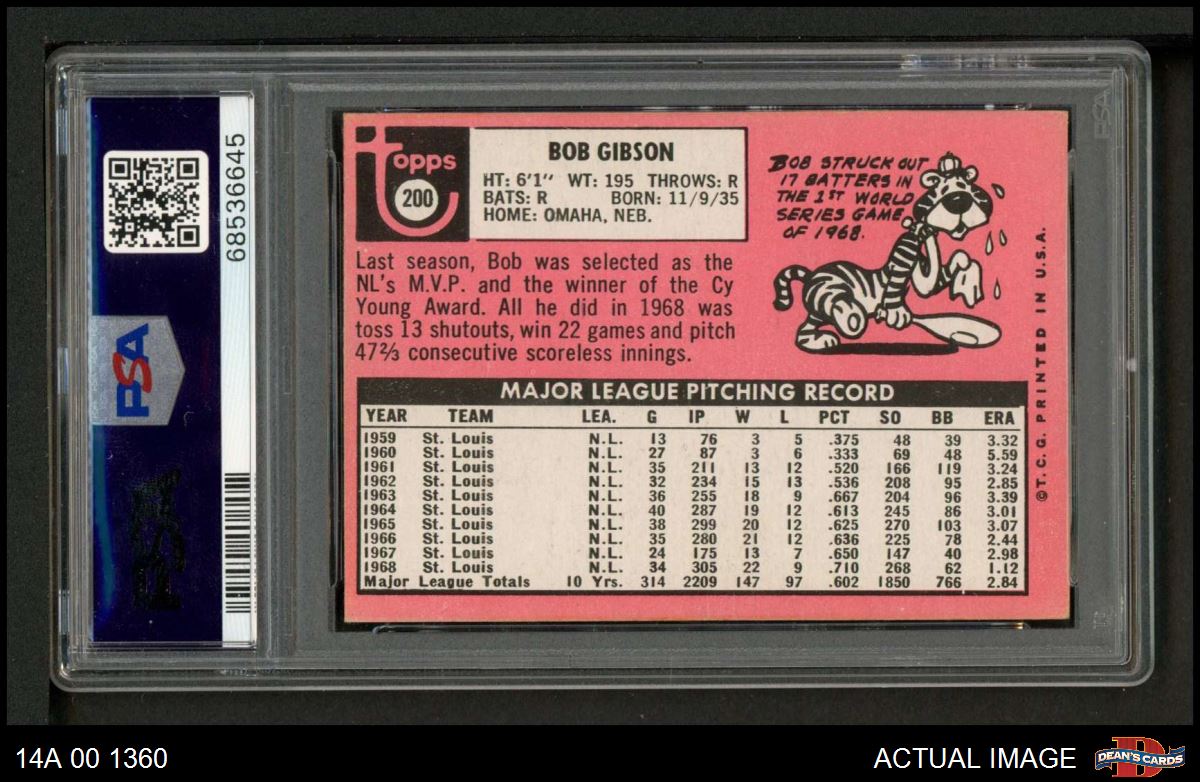 68536645
PSA
PSA
topps
200
BOB GIBSON
HT: 6'1'' WT: 195 THROWS: R
BATS: R BORN: 11/9/35
HOME: OMAHA, NEB.
BOB STRUCK OUT
17 BATTERS IN
THE 1ST WORLD
SERIES GAME
OF 1968.
Last season, Bob was selected as the
NL's M.V.P. and the winner of the Cy
Young Award. All he did in 1968 was
toss 13 shutouts, win 22 games and pitch
47⅔ consecutive scoreless innings.
MAJOR LEAGUE PITCHING RECORD
YEAR TEAM LEA. G IP W L PCT SO BB ERA
1959 St. Louis N.L. 13 76 3 5 .375 48 39 3.32
1960 St. Louis N.L. 27 87 3 6 .333 69 48 5.59
1961 St. Louis N.L. 35 211 13 12 .520 166 119 3.24
1962 St. Louis N.L. 32 234 15 13 .536 208 95 2.85
1963 St. Louis N.L. 36 255 18 9 .667 204 96 3.39
1964 St. Louis N.L. 40 287 19 12 .613 245 86 3.01
1965 St. Louis N.L. 38 299 20 12 .625 270 103 3.07
1966 St. Louis N.L. 35 280 21 12 .636 225 78 2.44
1967 St. Louis N.L. 24 175 13 7 .650 147 40 2.98
1968 St. Louis N.L. 34 305 22 9 .710 268 62 1.12
Major League Totals 10 Yrs. 314 2209 147 97 .602 1850 766 2.84
©T.C.G. PRINTED IN U.S.A.
PSA
14A 00 1360
ACTUAL IMAGE
DEAN'S CARDS